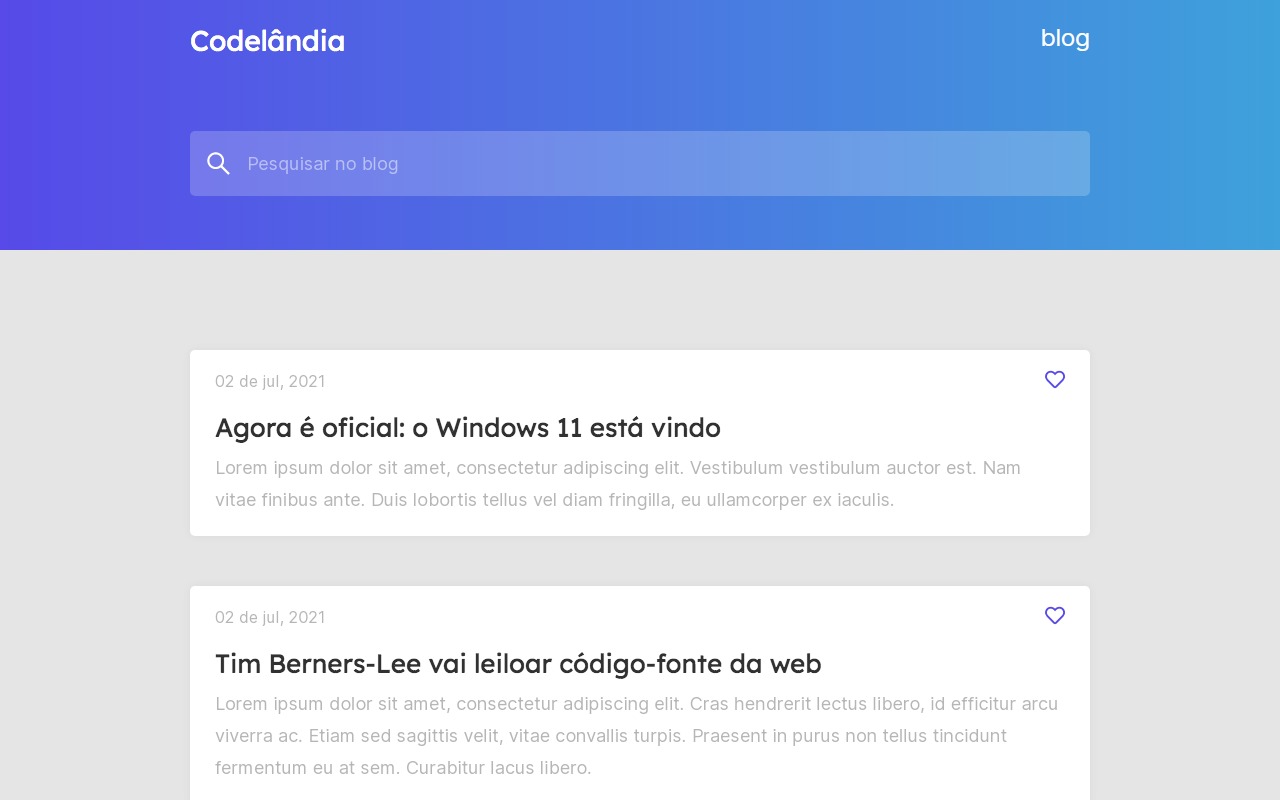 Codelândia
blog
Pesquisar no blog
02 de jul, 2021
Agora é oficial: o Windows 11 está vindo
Lorem ipsum dolor sit amet, consectetur adipiscing elit. Vestibulum vestibulum auctor est. Nam
vitae finibus ante. Duis lobortis tellus vel diam fringilla, eu ullamcorper ex iaculis.
02 de jul, 2021
Tim Berners-Lee vai leiloar código-fonte da web
Lorem ipsum dolor sit amet, consectetur adipiscing elit. Cras hendrerit lectus libero, id efficitur arcu
viverra ac. Etiam sed sagittis velit, vitae convallis turpis. Praesent in purus non tellus tincidunt
fermentum eu at sem. Curabitur lacus libero.